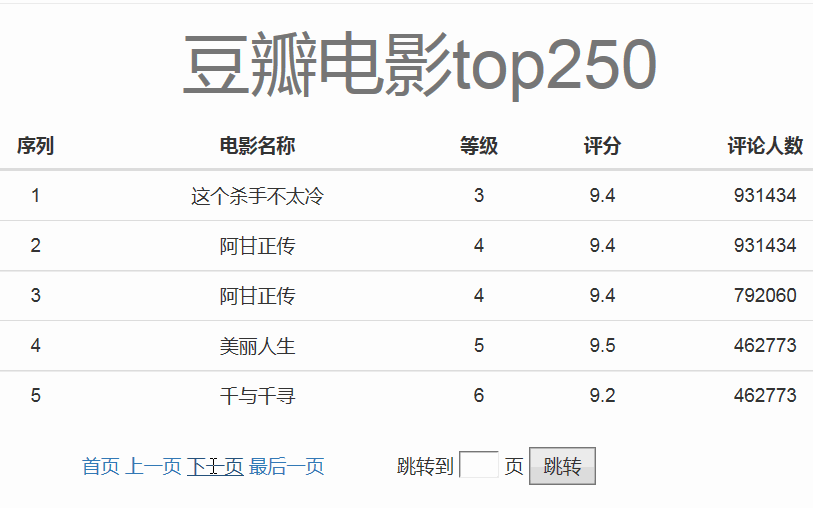 豆瓣电影top250
序列 电影名称 等级 评分 评论人数
1 这个杀手不太冷 3 9.4 931434
2 阿甘正传 4 9.4 931434
3 阿甘正传 4 9.4 792060
4 美丽人生 5 9.5 462773
5 千与千寻 6 9.2 462773
首页 上一页 下一页 最后一页 跳转到 页 跳转